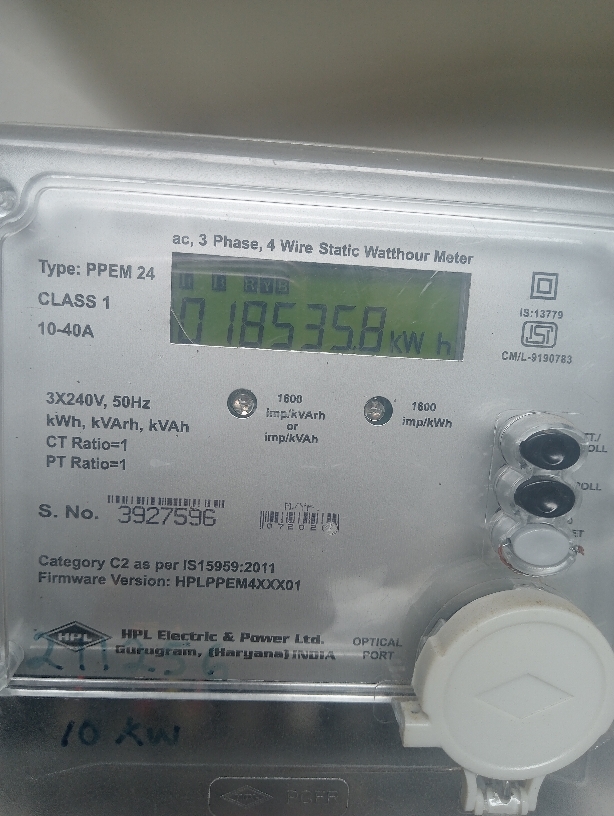 ac, 3 Phase, 4 Wire Static Watthour Meter
Type: PPEM 24
CLASS 1
10-40A
R Y B
018535.8 kW h
IS:13779
CM/L-9190783
3X240V, 50Hz
kWh, kVArh, kVAh
CT Ratio=1
PT Ratio=1
1600
imp/kVArh
or
imp/kVAh
1600
imp/kWh
S. No. 3927596
Category C2 as per IS15959:2011
Firmware Version: HPLPPEM4XXX01
HPL
HPL Electric & Power Ltd.
Gurugram, (Haryana) INDIA
OPTICAL
PORT
10 KW